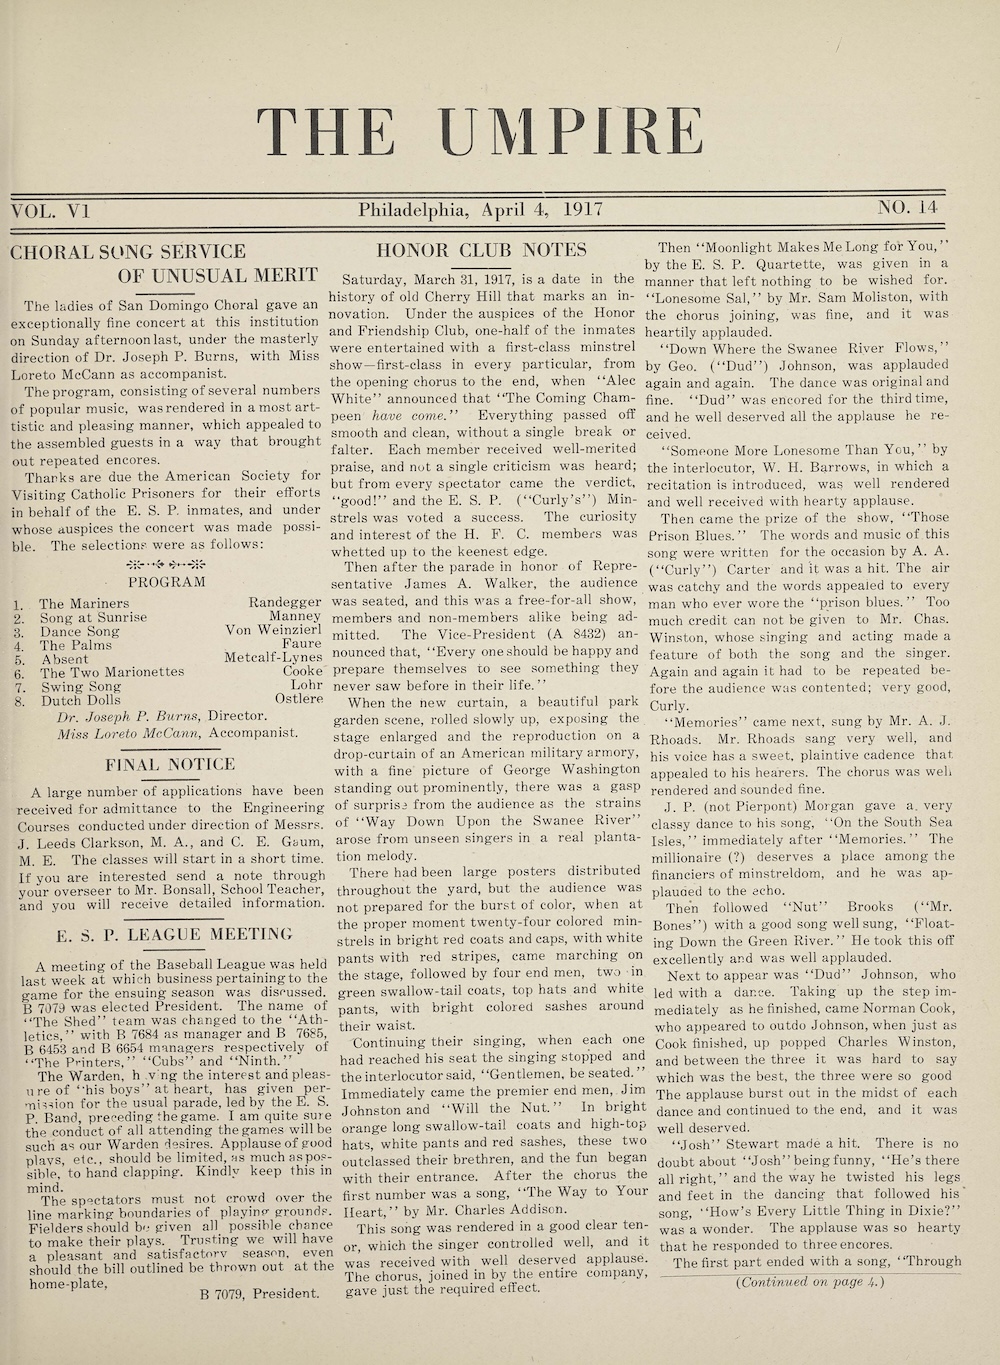 THE UMPIRE
VOL. V1
Philadelphia, April 4, 1917
NO. 14
CHORAL SONG SERVICE
OF UNUSUAL MERIT
The ladies of San Domingo Choral gave an
exceptionally fine concert at this institution
on Sunday afternoon last, under the masterly
direction of Dr. Joseph P. Burns, with Miss
Loreto McCann as accompanist.
The program, consisting of several numbers
of popular music, was rendered in a most art-
tistic and pleasing manner, which appealed to
the assembled guests in a way that brought
out repeated encores.
Thanks are due the American Society for
Visiting Catholic Prisoners for their efforts
in behalf of the E. S. P. inmates, and under
whose auspices the concert was made possi-
ble. The selections were as follows:
PROGRAM
1. The Mariners Randegger
2. Song at Sunrise Manney
3. Dance Song Von Weinzierl
4. The Palms Faure
5. Absent Metcalf-Lynes
6. The Two Marionettes Cooke
7. Swing Song Lohr
8. Dutch Dolls Ostlere
Dr. Joseph P. Burns, Director.
Miss Loreto McCann, Accompanist.
FINAL NOTICE
A large number of applications have been
received for admittance to the Engineering
Courses conducted under direction of Messrs.
J. Leeds Clarkson, M. A., and C. E. Gaum,
M. E. The classes will start in a short time.
If you are interested send a note through
your overseer to Mr. Bonsall, School Teacher,
and you will receive detailed information.
E. S. P. LEAGUE MEETING
A meeting of the Baseball League was held
last week at which business pertaining to the
game for the ensuing season was discussed.
B 7079 was elected President. The name of
"The Shed" team was changed to the "Ath-
letics," with B 7684 as manager and B 7685,
B 6453 and B 6654 managers respectively of
"The Printers," "Cubs" and "Ninth."
The Warden, h ving the interest and pleas-
ure of "his boys" at heart, has given per-
mission for the usual parade, led by the E. S.
P. Band, preceding the game. I am quite sure
the conduct of all attending the games will be
such as our Warden desires. Applause of good
plays, etc., should be limited, as much as pos-
sible, to hand clapping. Kindly keep this in
mind.
The spectators must not crowd over the
line marking boundaries of playing grounds.
Fielders should be given all possible chance
to make their plays. Trusting we will have
a pleasant and satisfactory season, even
should the bill outlined be thrown out at the
home-plate,
B 7079, President.
HONOR CLUB NOTES
Saturday, March 31, 1917, is a date in the
history of old Cherry Hill that marks an in-
novation. Under the auspices of the Honor
and Friendship Club, one-half of the inmates
were entertained with a first-class minstrel
show—first-class in every particular, from
the opening chorus to the end, when "Alec
White" announced that "The Coming Cham-
peen have come." Everything passed off
smooth and clean, without a single break or
falter. Each member received well-merited
praise, and not a single criticism was heard;
but from every spectator came the verdict,
"good!" and the E. S. P. ("Curly's") Min-
strels was voted a success. The curiosity
and interest of the H. F. C. members was
whetted up to the keenest edge.
Then after the parade in honor of Repre-
sentative James A. Walker, the audience
was seated, and this was a free-for-all show,
members and non-members alike being ad-
mitted. The Vice-President (A 8432) an-
nounced that, "Every one should be happy and
prepare themselves to see something they
never saw before in their life."
When the new curtain, a beautiful park
garden scene, rolled slowly up, exposing the
stage enlarged and the reproduction on a
drop-curtain of an American military armory,
with a fine picture of George Washington
standing out prominently, there was a gasp
of surprise from the audience as the strains
of "Way Down Upon the Swanee River"
arose from unseen singers in a real planta-
tion melody.
There had been large posters distributed
throughout the yard, but the audience was
not prepared for the burst of color, when at
the proper moment twenty-four colored min-
strels in bright red coats and caps, with white
pants with red stripes, came marching on
the stage, followed by four end men, two in
green swallow-tail coats, top hats and white
pants, with bright colored sashes around
their waist.
Continuing their singing, when each one
had reached his seat the singing stopped and
the interlocutor said, "Gentlemen, be seated."
Immediately came the premier end men, Jim
Johnston and "Will the Nut." In bright
orange long swallow-tail coats and high-top
hats, white pants and red sashes, these two
outclassed their brethren, and the fun began
with their entrance. After the chorus the
first number was a song, "The Way to Your
Heart," by Mr. Charles Addison.
This song was rendered in a good clear ten-
or, which the singer controlled well, and it
was received with well deserved applause.
The chorus, joined in by the entire company,
gave just the required effect.
Then "Moonlight Makes Me Long for You,"
by the E. S. P. Quartette, was given in a
manner that left nothing to be wished for.
"Lonesome Sal," by Mr. Sam Moliston, with
the chorus joining, was fine, and it was
heartily applauded.
"Down Where the Swanee River Flows,"
by Geo. ("Dud") Johnson, was applauded
again and again. The dance was original and
fine. "Dud" was encored for the third time,
and he well deserved all the applause he re-
ceived.
"Someone More Lonesome Than You," by
the interlocutor, W. H. Barrows, in which a
recitation is introduced, was well rendered
and well received with hearty applause.
Then came the prize of the show, "Those
Prison Blues." The words and music of this
song were written for the occasion by A. A.
("Curly") Carter and it was a hit. The air
was catchy and the words appealed to every
man who ever wore the "prison blues." Too
much credit can not be given to Mr. Chas.
Winston, whose singing and acting made a
feature of both the song and the singer.
Again and again it had to be repeated be-
fore the audience was contented; very good,
Curly.
"Memories" came next, sung by Mr. A. J.
Rhoads. Mr. Rhoads sang very well, and
his voice has a sweet, plaintive cadence that
appealed to his hearers. The chorus was well
rendered and sounded fine.
J. P. (not Pierpont) Morgan gave a very
classy dance to his song, "On the South Sea
Isles," immediately after "Memories." The
millionaire (?) deserves a place among the
financiers of minstreldom, and he was ap-
plauded to the echo.
Then followed "Nut" Brooks ("Mr.
Bones") with a good song well sung, "Float-
ing Down the Green River." He took this off
excellently and was well applauded.
Next to appear was "Dud" Johnson, who
led with a dance. Taking up the step im-
mediately as he finished, came Norman Cook,
who appeared to outdo Johnson, when just as
Cook finished, up popped Charles Winston,
and between the three it was hard to say
which was the best, the three were so good
The applause burst out in the midst of each
dance and continued to the end, and it was
well deserved.
"Josh" Stewart made a hit. There is no
doubt about "Josh" being funny, "He's there
all right," and the way he twisted his legs
and feet in the dancing that followed his
song, "How's Every Little Thing in Dixie?"
was a wonder. The applause was so hearty
that he responded to three encores.
The first part ended with a song, "Through
(Continued on page 4.)